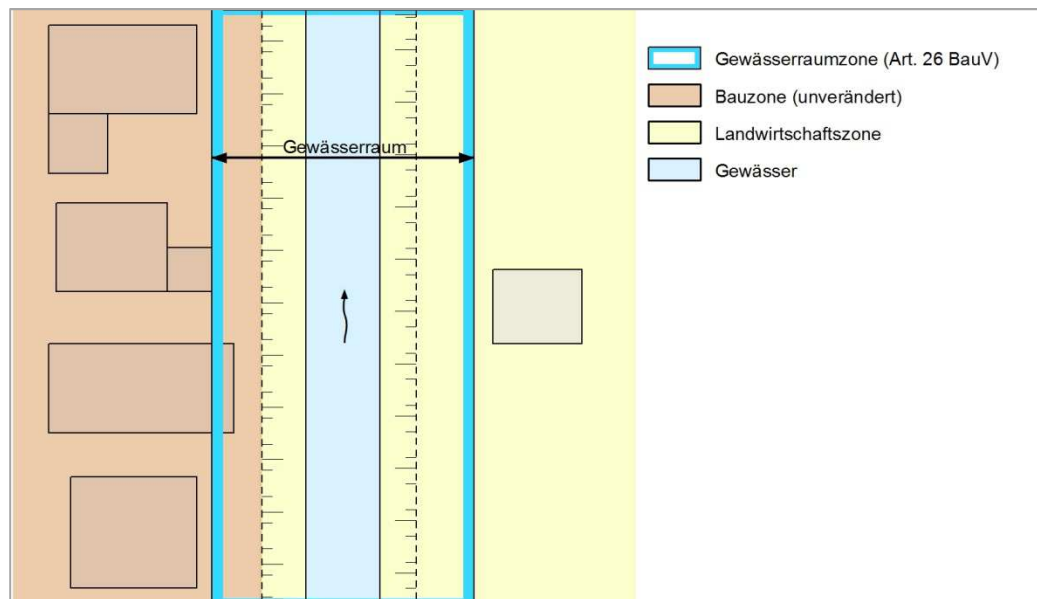 Gewässerraum
Gewässerraumzone (Art. 26 BauV)
Bauzone (unverändert)
Landwirtschaftszone
Gewässer